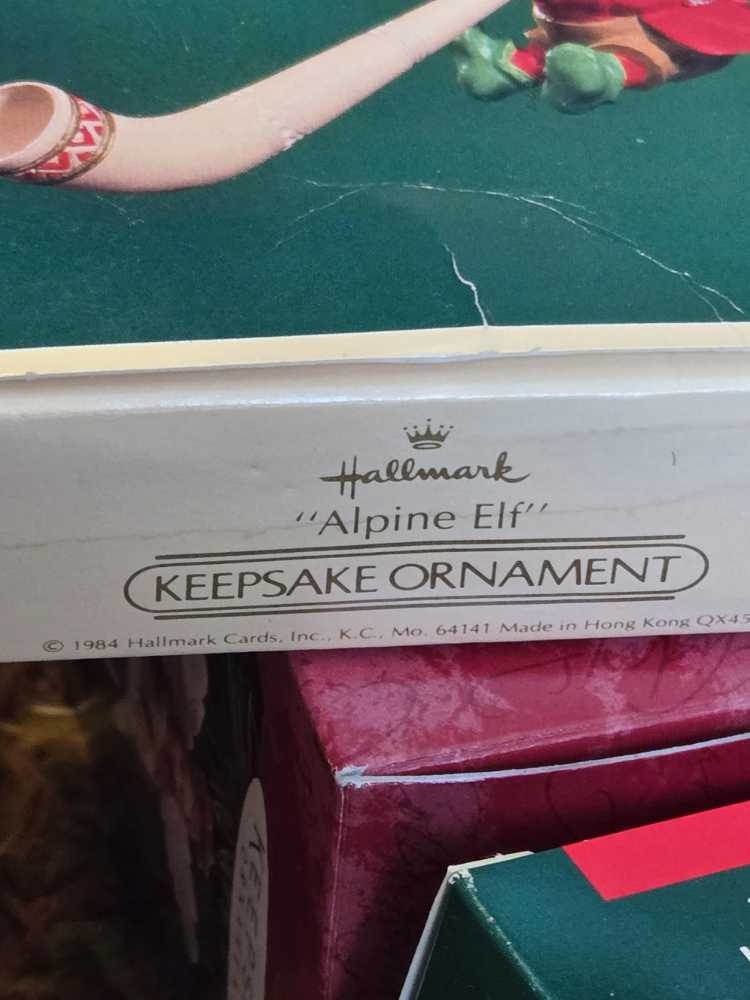 Hallmark
"Alpine Elf"
KEEPSAKE ORNAMENT
© 1984 Hallmark Cards, Inc., K.C., Mo. 64141 Made in Hong Kong QX45